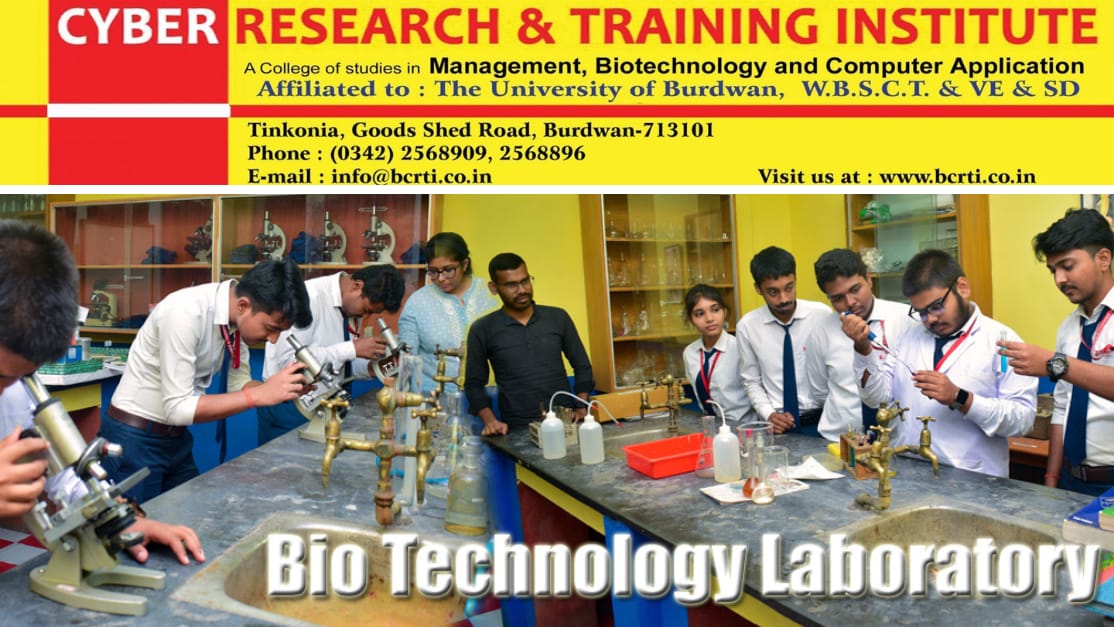 CYBER RESEARCH & TRAINING INSTITUTE
A College of studies in Management, Biotechnology and Computer Application
Affiliated to : The University of Burdwan, W.B.S.C.T. & VE & SD
Tinkonia, Goods Shed Road, Burdwan-713101
Phone : (0342) 2568909, 2568896
E-mail : info@bcrti.co.in Visit us at : www.bcrti.co.in
Bio Technology Laboratory